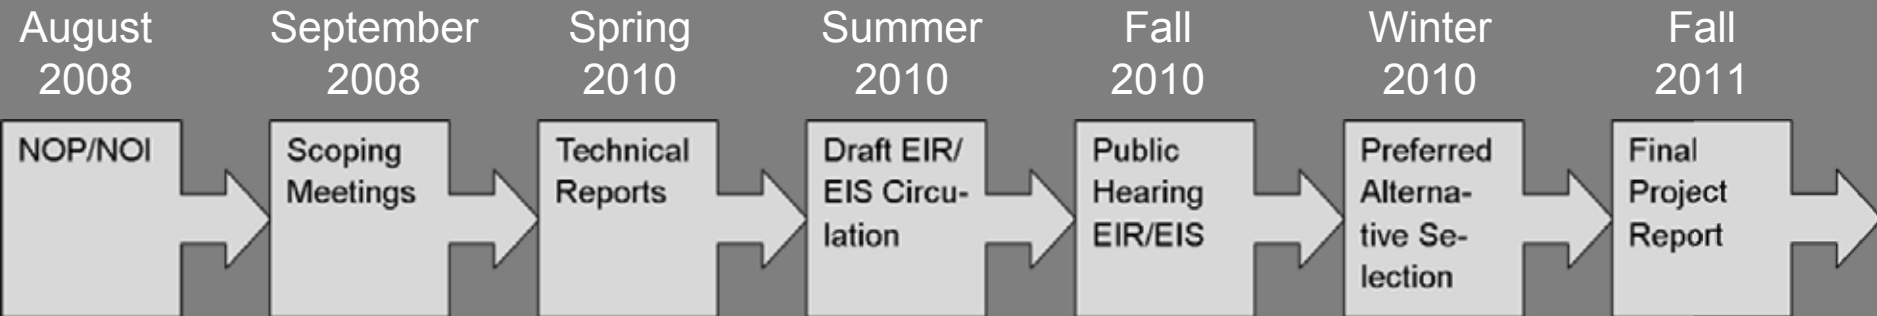 August
2008
September
2008
Spring
2010
Summer
2010
Fall
2010
Winter
2010
Fall
2011
NOP/NOI
Scoping
Meetings
Technical
Reports
Draft EIR/
EIS Circu-
lation
Public
Hearing
EIR/EIS
Preferred
Alterna-
tive Se-
lection
Final
Project
Report